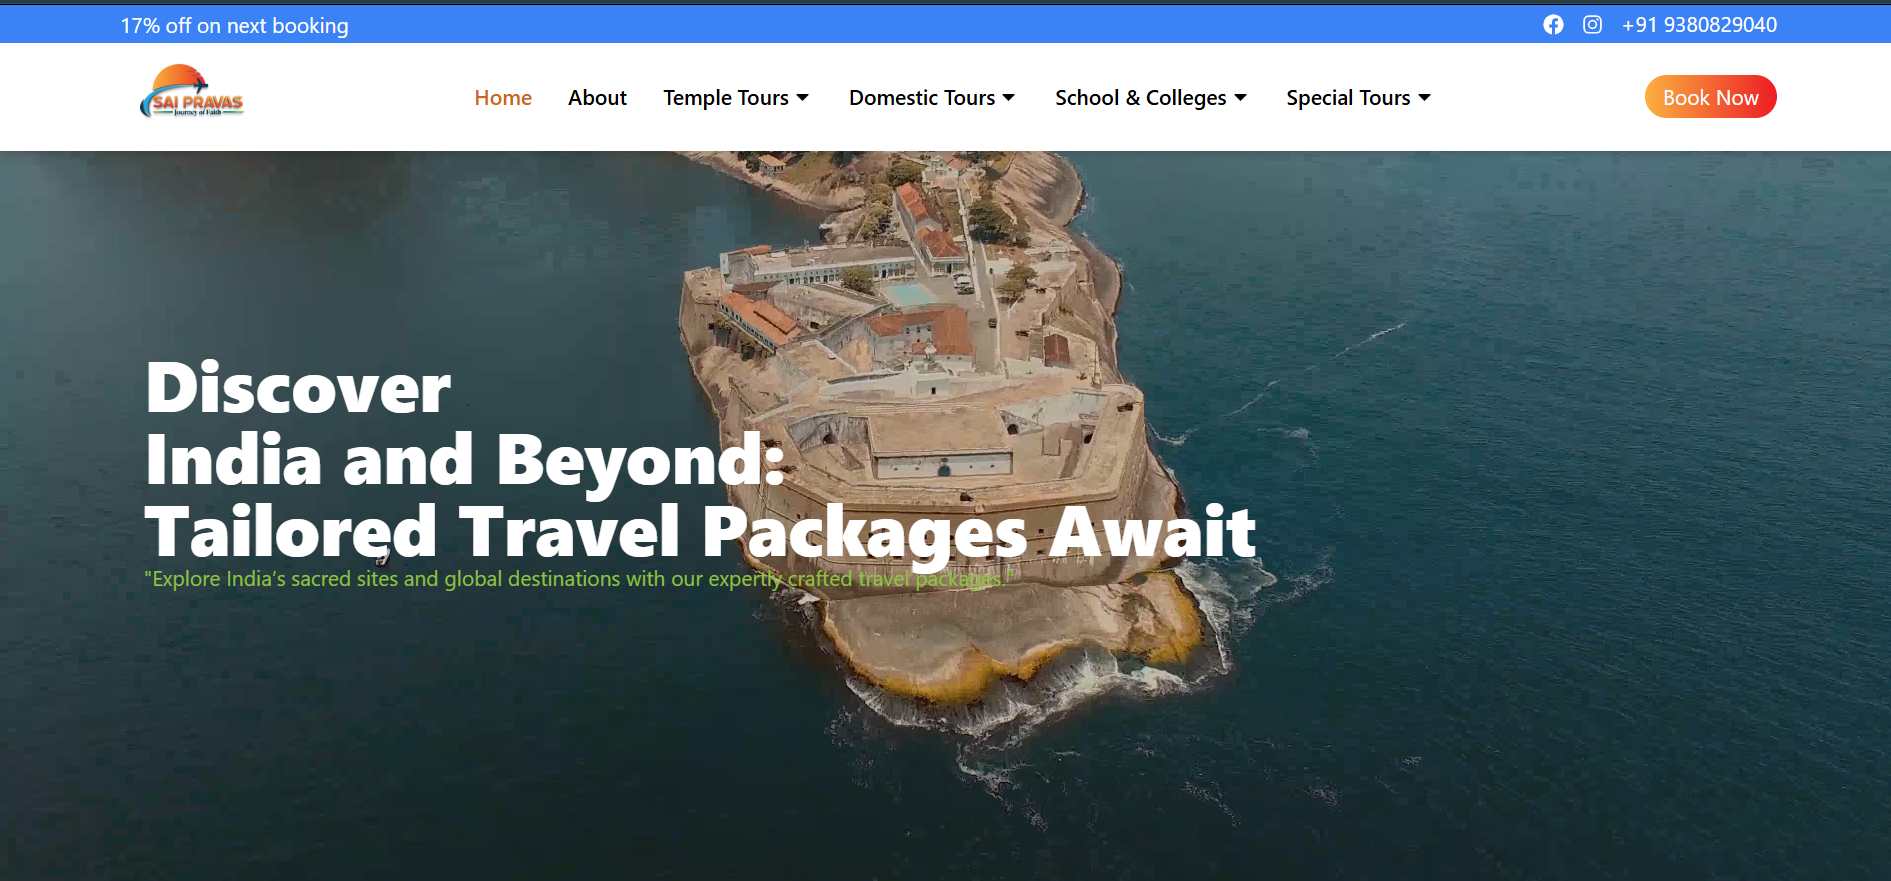 17% off on next booking
+91 9380829040
SAI PRAVAS
Journey of Faith
Home
About
Temple Tours
Domestic Tours
School & Colleges
Special Tours
Book Now
Discover
India and Beyond:
Tailored Travel Packages Await
"Explore India’s sacred sites and global destinations with our expertly crafted travel packages."